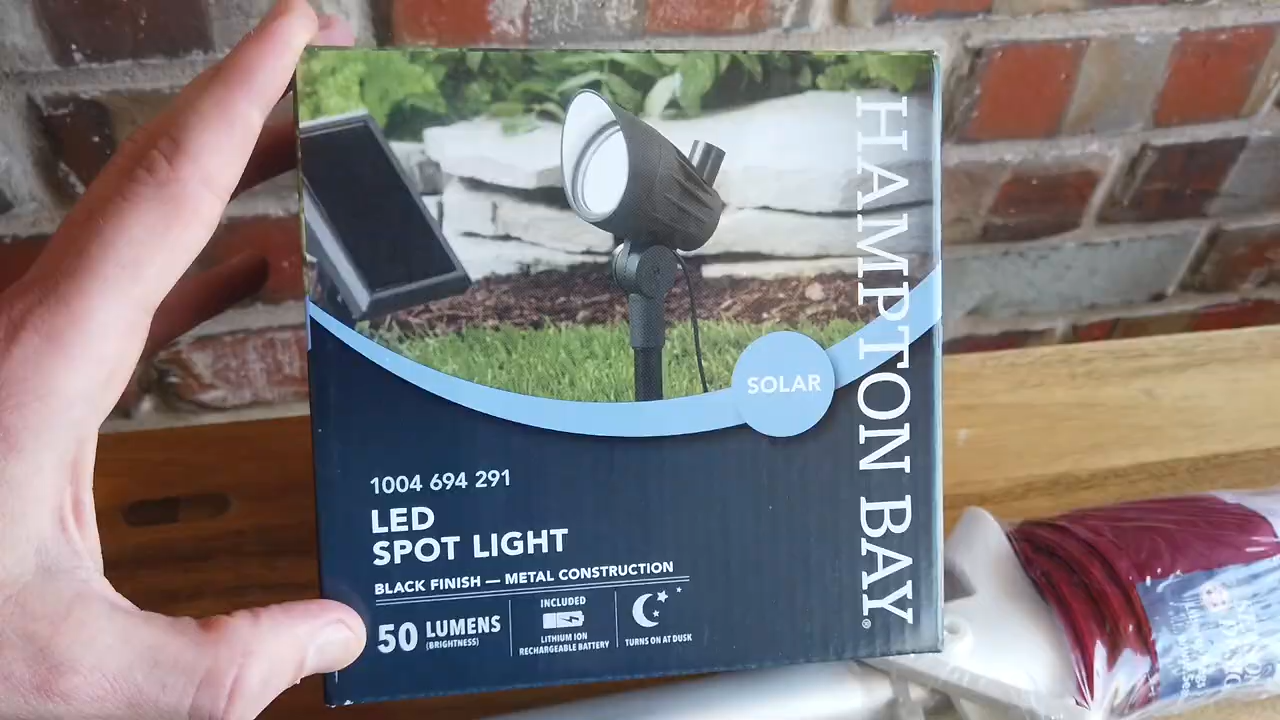 HAMPTON BAY®
SOLAR
1004 694 291
LED
SPOT LIGHT
BLACK FINISH — METAL CONSTRUCTION
50 LUMENS
(BRIGHTNESS)
INCLUDED
LITHIUM ION
RECHARGEABLE BATTERY
TURNS ON AT DUSK